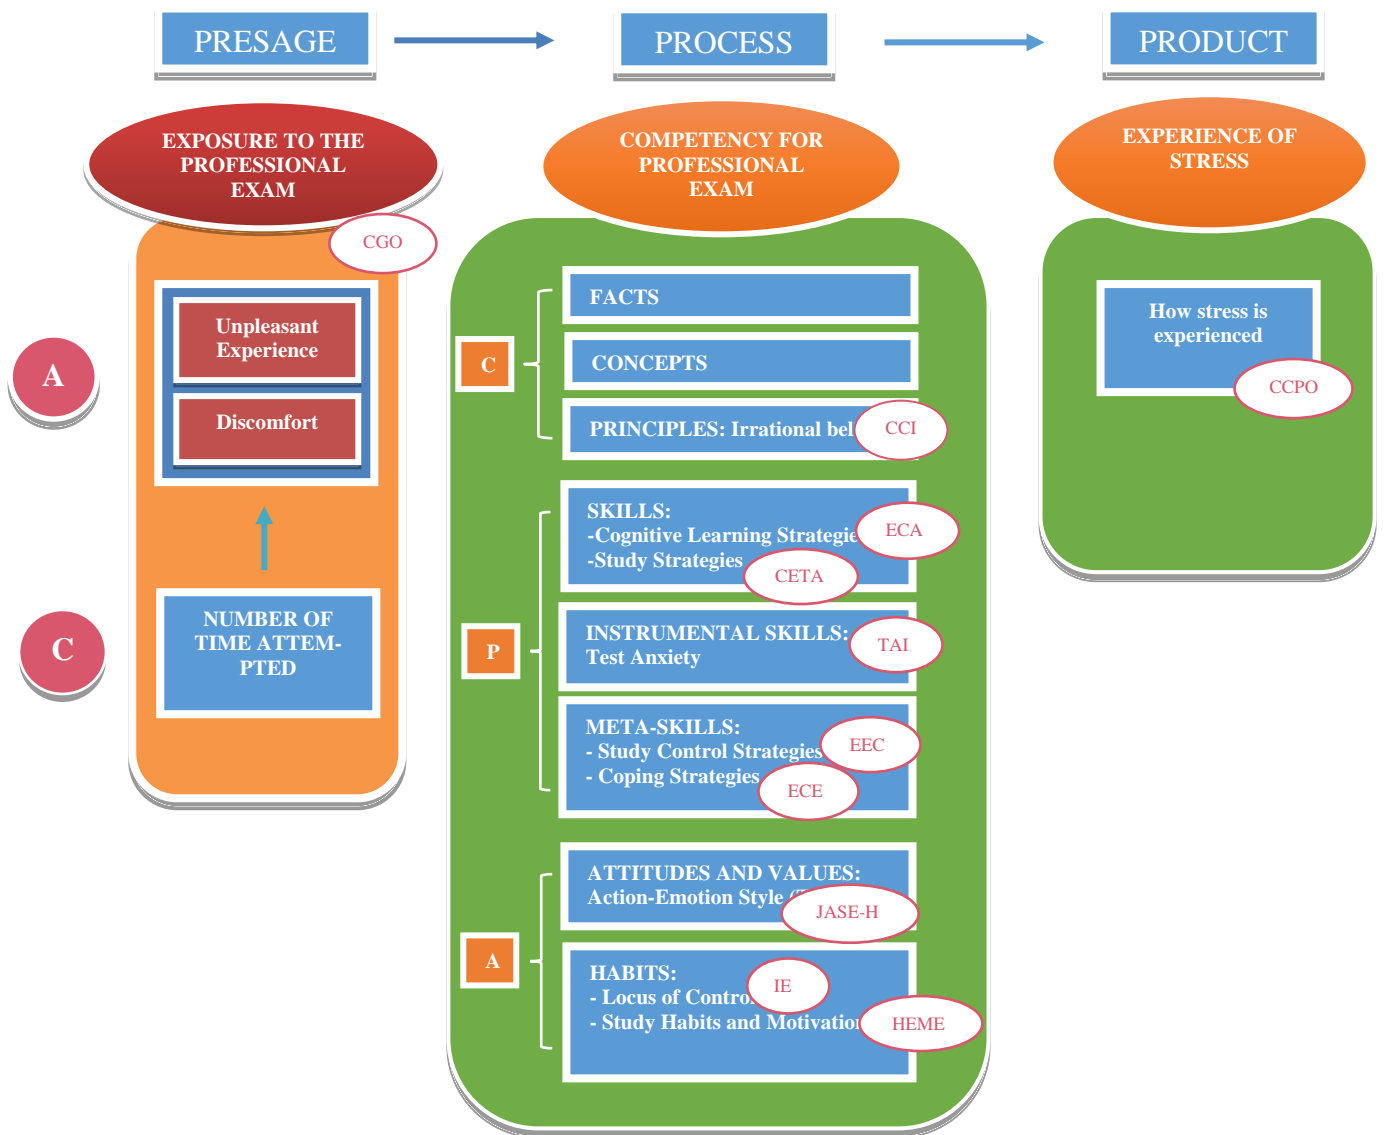 PRESAGE
PROCESS
PRODUCT
EXPOSURE TO THE
PROFESSIONAL
EXAM
CGO
Unpleasant
Experience
Discomfort
NUMBER OF
TIME ATTEM-
PTED
A
C
COMPETENCY FOR
PROFESSIONAL
EXAM
C
FACTS
CONCEPTS
PRINCIPLES: Irrational bel
CCI
P
SKILLS:
-Cognitive Learning Strategie
ECA
-Study Strategies
CETA
INSTRUMENTAL SKILLS:
Test Anxiety
TAI
META-SKILLS:
- Study Control Strategies
EEC
- Coping Strategies
ECE
A
ATTITUDES AND VALUES:
Action-Emotion Style
JASE-H
HABITS:
- Locus of Contro
IE
- Study Habits and Motivation
HEME
EXPERIENCE OF
STRESS
How stress is
experienced
CCPO